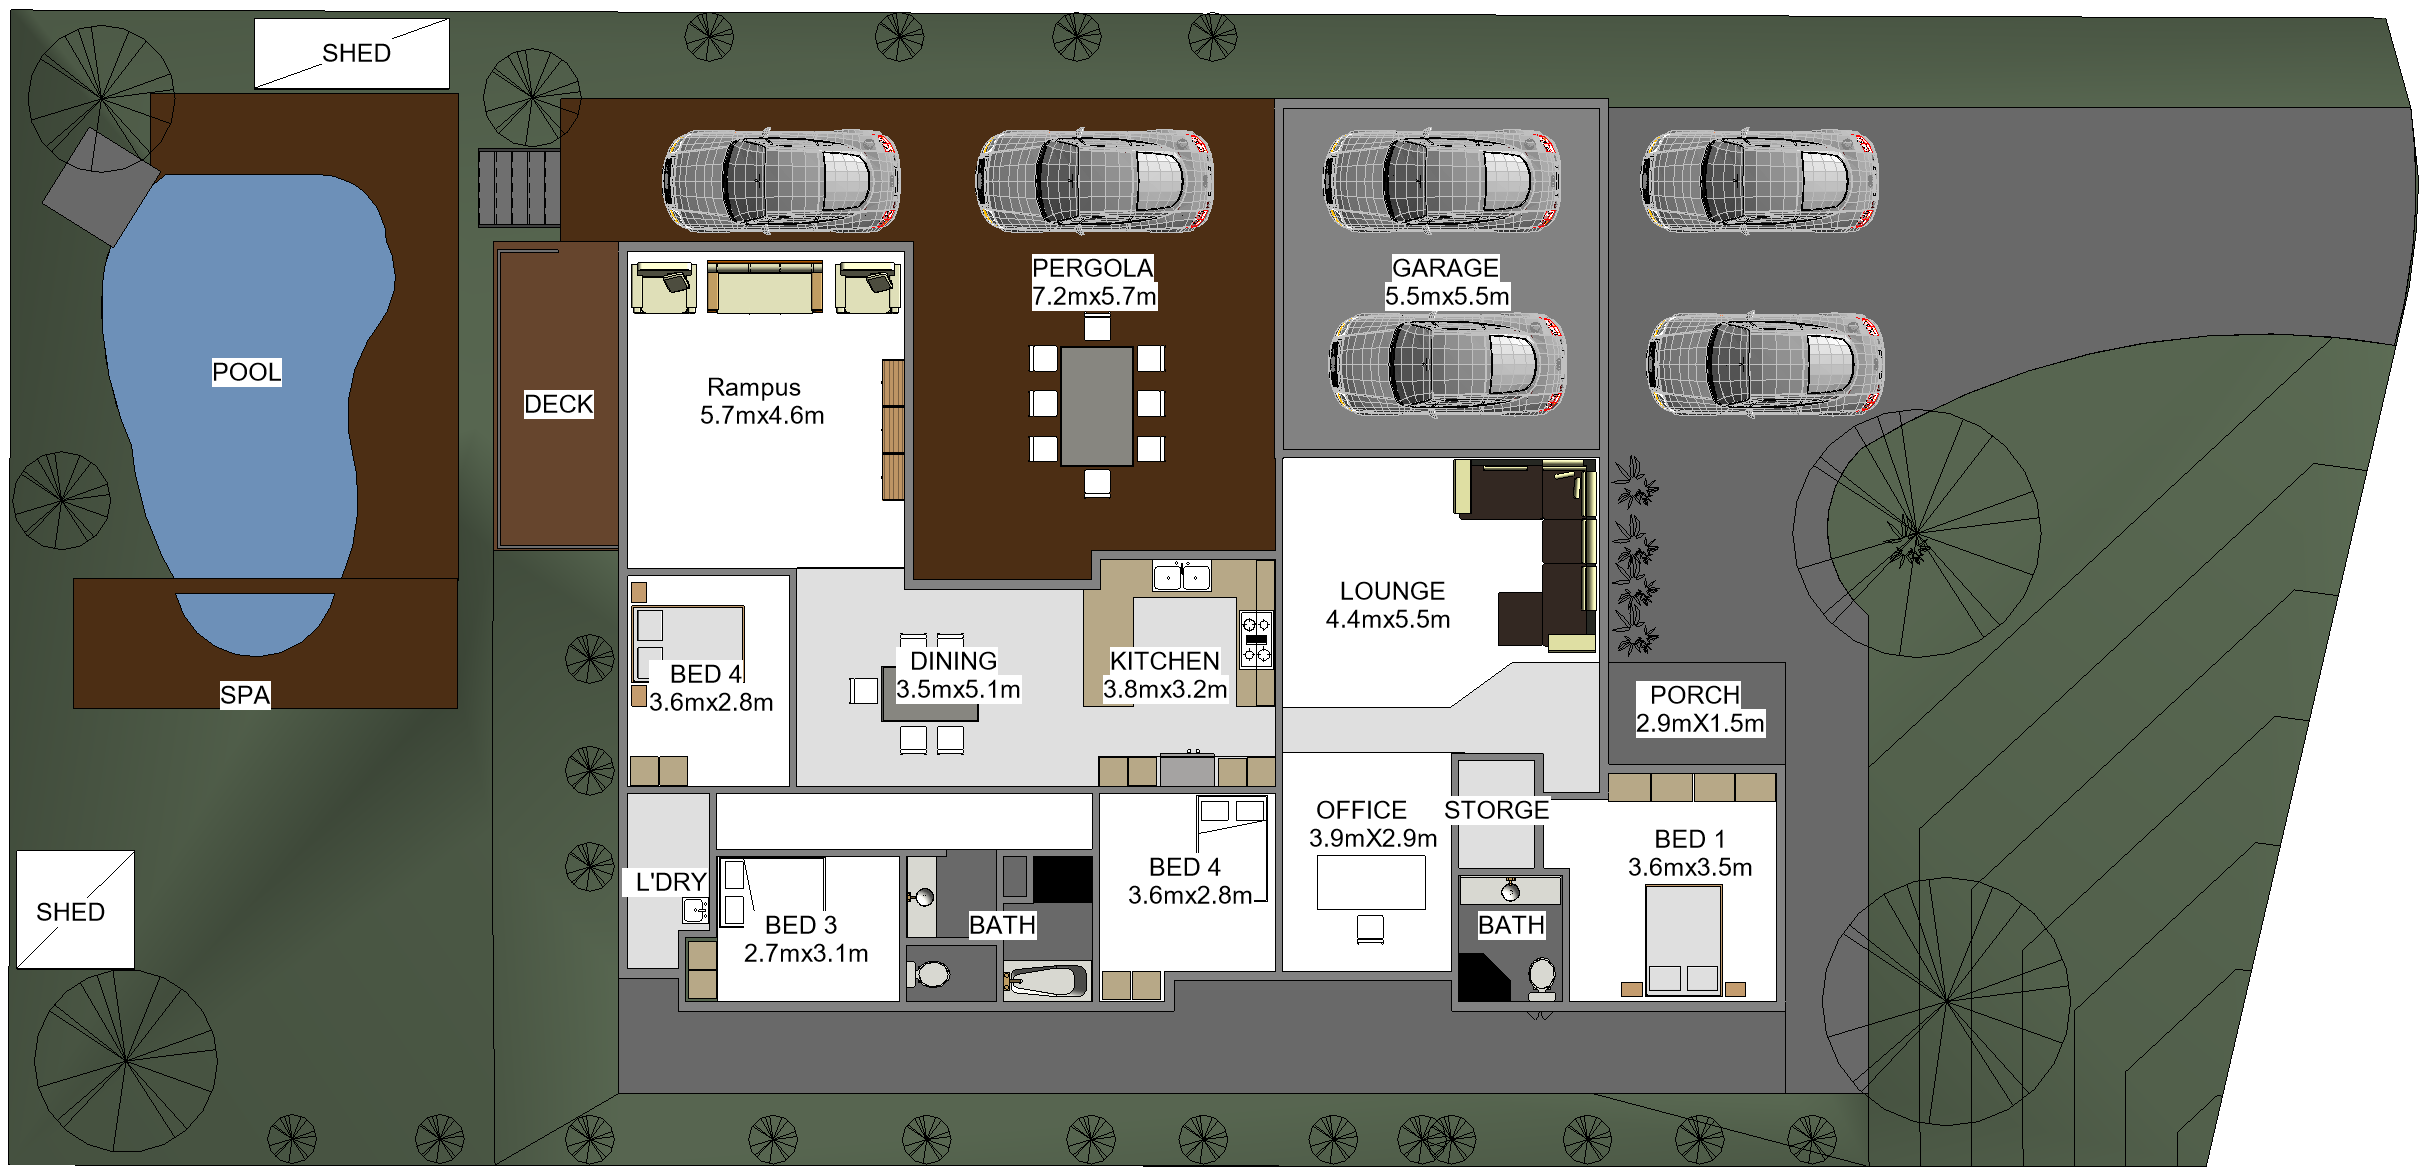 SHED
PERGOLA
7.2mx5.7m
GARAGE
5.5mx5.5m
POOL
DECK
Rampus
5.7mx4.6m
LOUNGE
4.4mx5.5m
BED 4
3.6mx2.8m
DINING
3.5mx5.1m
KITCHEN
3.8mx3.2m
SPA
PORCH
2.9mX1.5m
OFFICE
3.9mX2.9m
STORGE
BED 1
3.6mx3.5m
L'DRY
BED 4
3.6mx2.8m
SHED
BED 3
2.7mx3.1m
BATH
BATH